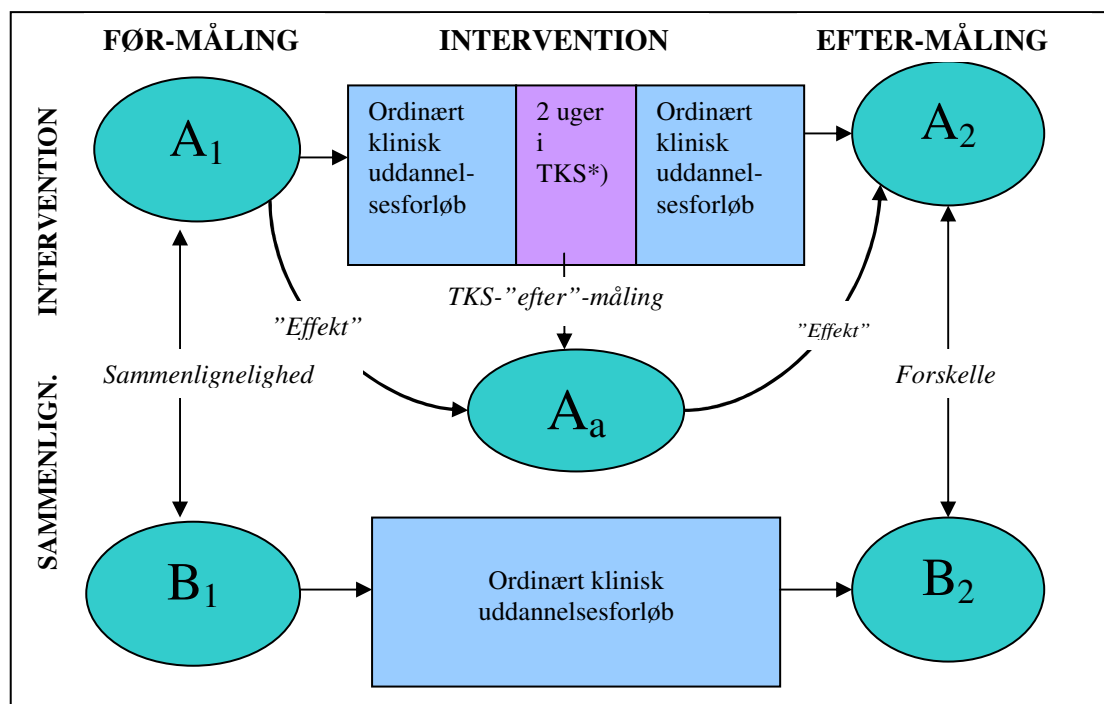 FØR-MÅLING
INTERVENTION
EFTER-MÅLING
INTERVENTION
A1
Ordinært
klinisk
uddannel-
sesforløb
2 uger
i
TKS*)
Ordinært
klinisk
uddannel-
sesforløb
A2
TKS-”efter”-måling
”Effekt”
”Effekt”
Sammenlignelighed
Forskelle
Aa
SAMMENLIGN.
B1
Ordinært klinisk
uddannelsesforløb
B2